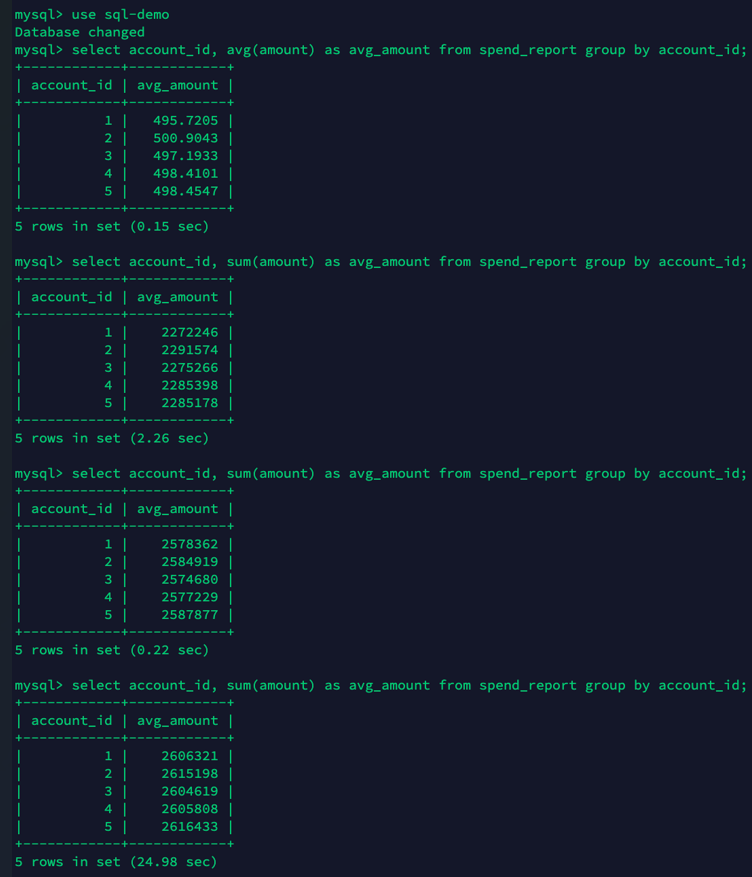 mysql> use sql-demo
Database changed
mysql> select account_id, avg(amount) as avg_amount from spend_report group by account_id;
+------------+------------+
| account_id | avg_amount |
+------------+------------+
|          1 |   495.7205 |
|          2 |   500.9043 |
|          3 |   497.1933 |
|          4 |   498.4101 |
|          5 |   498.4547 |
+------------+------------+
5 rows in set (0.15 sec)

mysql> select account_id, sum(amount) as avg_amount from spend_report group by account_id;
+------------+------------+
| account_id | avg_amount |
+------------+------------+
|          1 |    2272246 |
|          2 |    2291574 |
|          3 |    2275266 |
|          4 |    2285398 |
|          5 |    2285178 |
+------------+------------+
5 rows in set (2.26 sec)

mysql> select account_id, sum(amount) as avg_amount from spend_report group by account_id;
+------------+------------+
| account_id | avg_amount |
+------------+------------+
|          1 |    2578362 |
|          2 |    2584919 |
|          3 |    2574680 |
|          4 |    2577229 |
|          5 |    2587877 |
+------------+------------+
5 rows in set (0.22 sec)

mysql> select account_id, sum(amount) as avg_amount from spend_report group by account_id;
+------------+------------+
| account_id | avg_amount |
+------------+------------+
|          1 |    2606321 |
|          2 |    2615198 |
|          3 |    2604619 |
|          4 |    2605808 |
|          5 |    2616433 |
+------------+------------+
5 rows in set (24.98 sec)